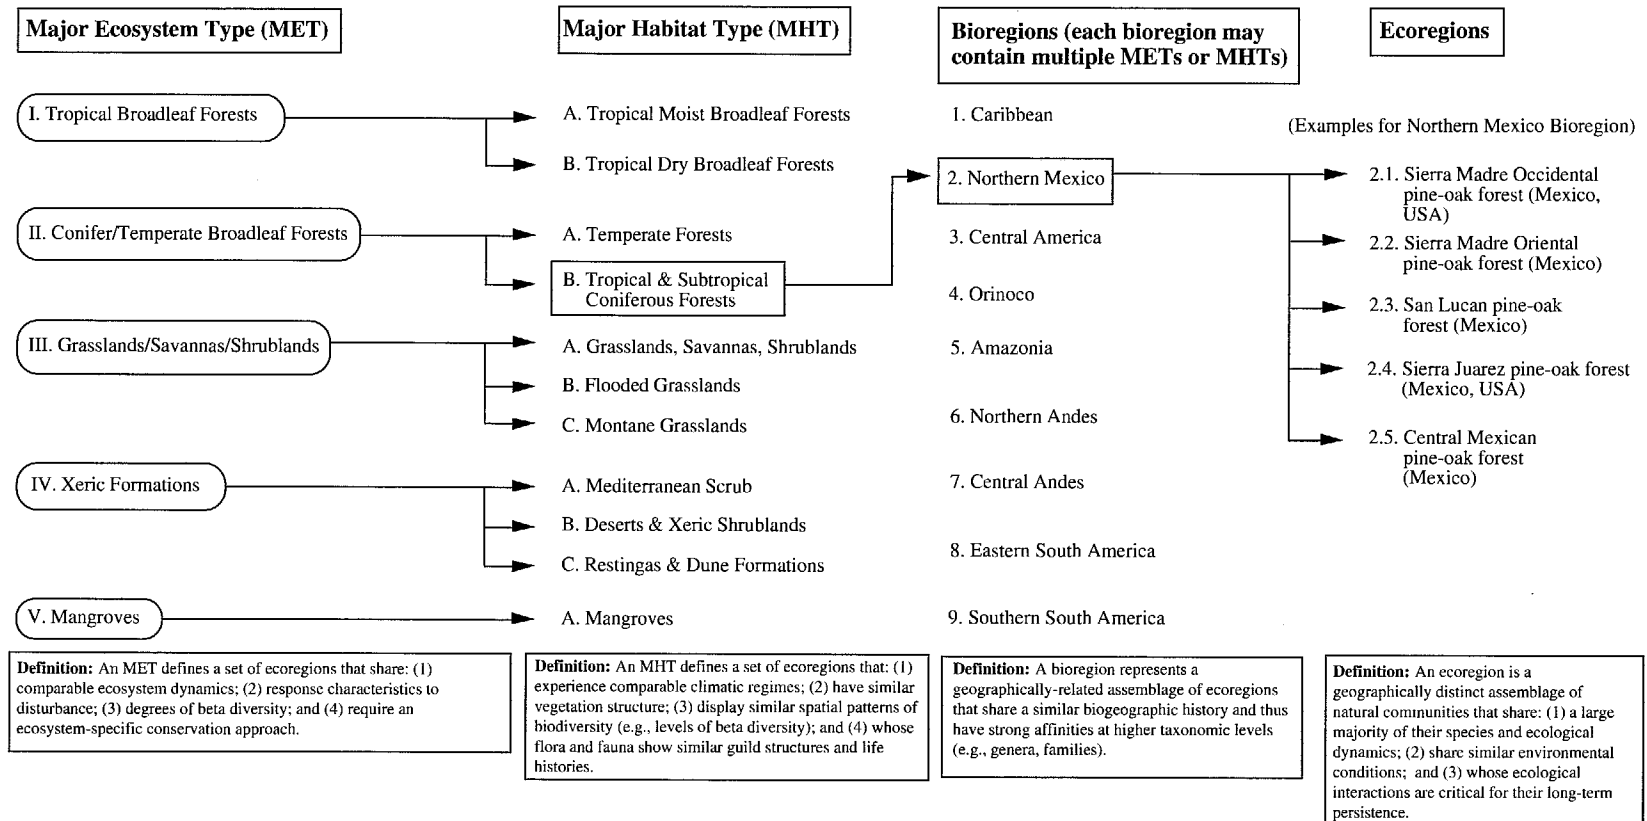 Major Ecosystem Type (MET)
I. Tropical Broadleaf Forests
II. Conifer/Temperate Broadleaf Forests
III. Grasslands/Savannas/Shrublands
IV. Xeric Formations
V. Mangroves
Definition: An MET defines a set of ecoregions that share: (1)
comparable ecosystem dynamics; (2) response characteristics to
disturbance; (3) degrees of beta diversity; and (4) require an
ecosystem-specific conservation approach.
Major Habitat Type (MHT)
A. Tropical Moist Broadleaf Forests
B. Tropical Dry Broadleaf Forests
A. Temperate Forests
B. Tropical & Subtropical
Coniferous Forests
A. Grasslands, Savannas, Shrublands
B. Flooded Grasslands
C. Montane Grasslands
A. Mediterranean Scrub
B. Deserts & Xeric Shrublands
C. Restingas & Dune Formations
A. Mangroves
Definition: An MHT defines a set of ecoregions that: (1)
experience comparable climatic regimes; (2) have similar
vegetation structure; (3) display similar spatial patterns of
biodiversity (e.g., levels of beta diversity); and (4) whose
flora and fauna show similar guild structures and life
histories.
Bioregions (each bioregion may
contain multiple METs or MHTs)
1. Caribbean
2. Northern Mexico
3. Central America
4. Orinoco
5. Amazonia
6. Northern Andes
7. Central Andes
8. Eastern South America
9. Southern South America
Definition: A bioregion represents a
geographically-related assemblage of ecoregions
that share a similar biogeographic history and thus
have strong affinities at higher taxonomic levels
(e.g., genera, families).
Ecoregions
(Examples for Northern Mexico Bioregion)
2.1. Sierra Madre Occidental
pine-oak forest (Mexico,
USA)
2.2. Sierra Madre Oriental
pine-oak forest (Mexico)
2.3. San Lucan pine-oak
forest (Mexico)
2.4. Sierra Juarez pine-oak forest
(Mexico, USA)
2.5. Central Mexican
pine-oak forest
(Mexico)
Definition: An ecoregion is a
geographically distinct assemblage of
natural communities that share: (1) a large
majority of their species and ecological
dynamics; (2) share similar environmental
conditions; and (3) whose ecological
interactions are critical for their long-term
persistence.